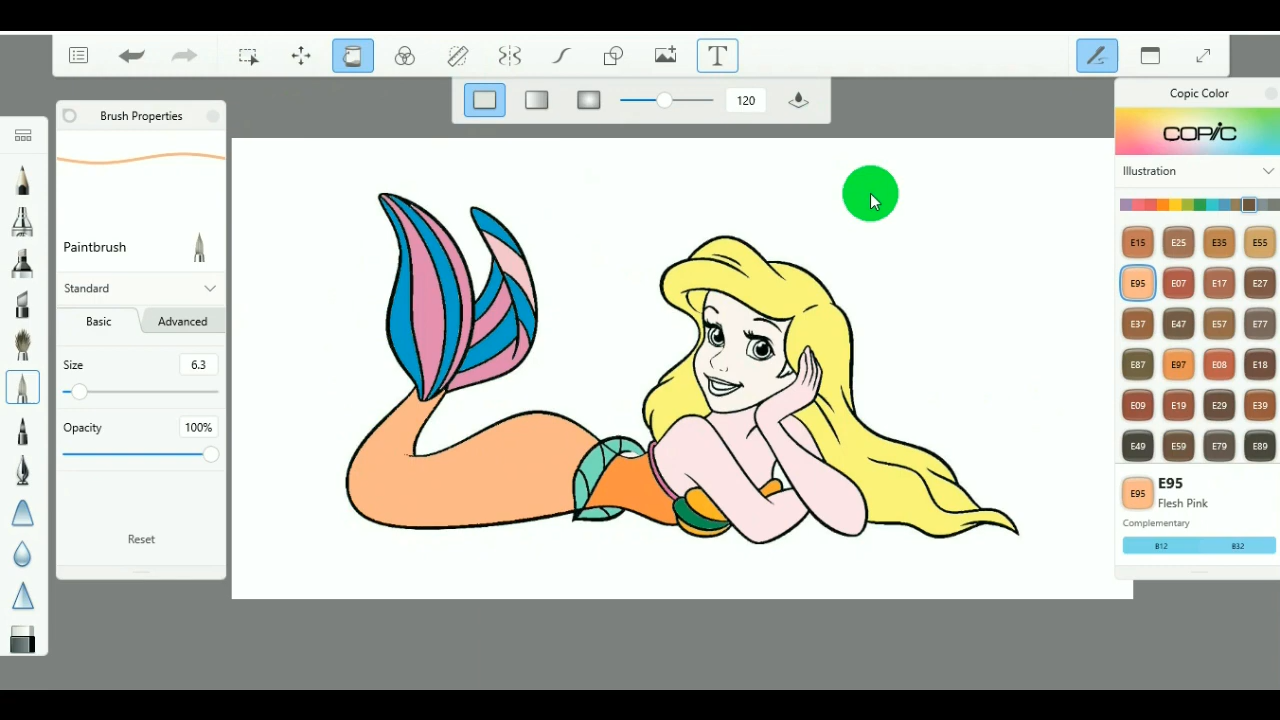 T
120
Brush Properties
Paintbrush
Standard
Basic
Advanced
Size
6.3
Opacity
100%
Reset
Copic Color
COPIC
Illustration
E15 E25 E35 E55
E95 E07 E17 E27
E37 E47 E57 E77
E87 E97 E08 E18
E09 E19 E29 E39
E49 E59 E79 E89
E95
E95
Flesh Pink
Complementary
B12 B32